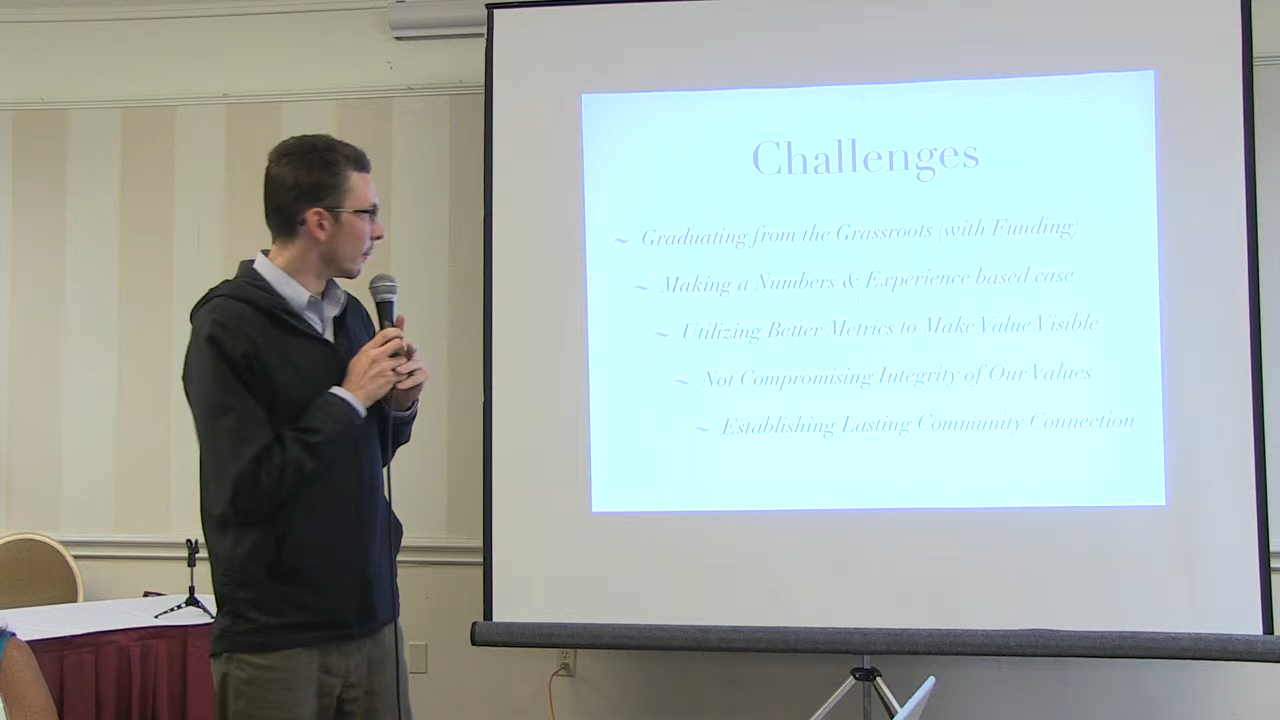 Challenges
~ Graduating from the Grassroots (with Funding)
~ Making a Numbers & Experience based case
~ Utilizing Better Metrics to Make Value Visible
~ Not Compromising Integrity of Our Values
~ Establishing Lasting Community Connection